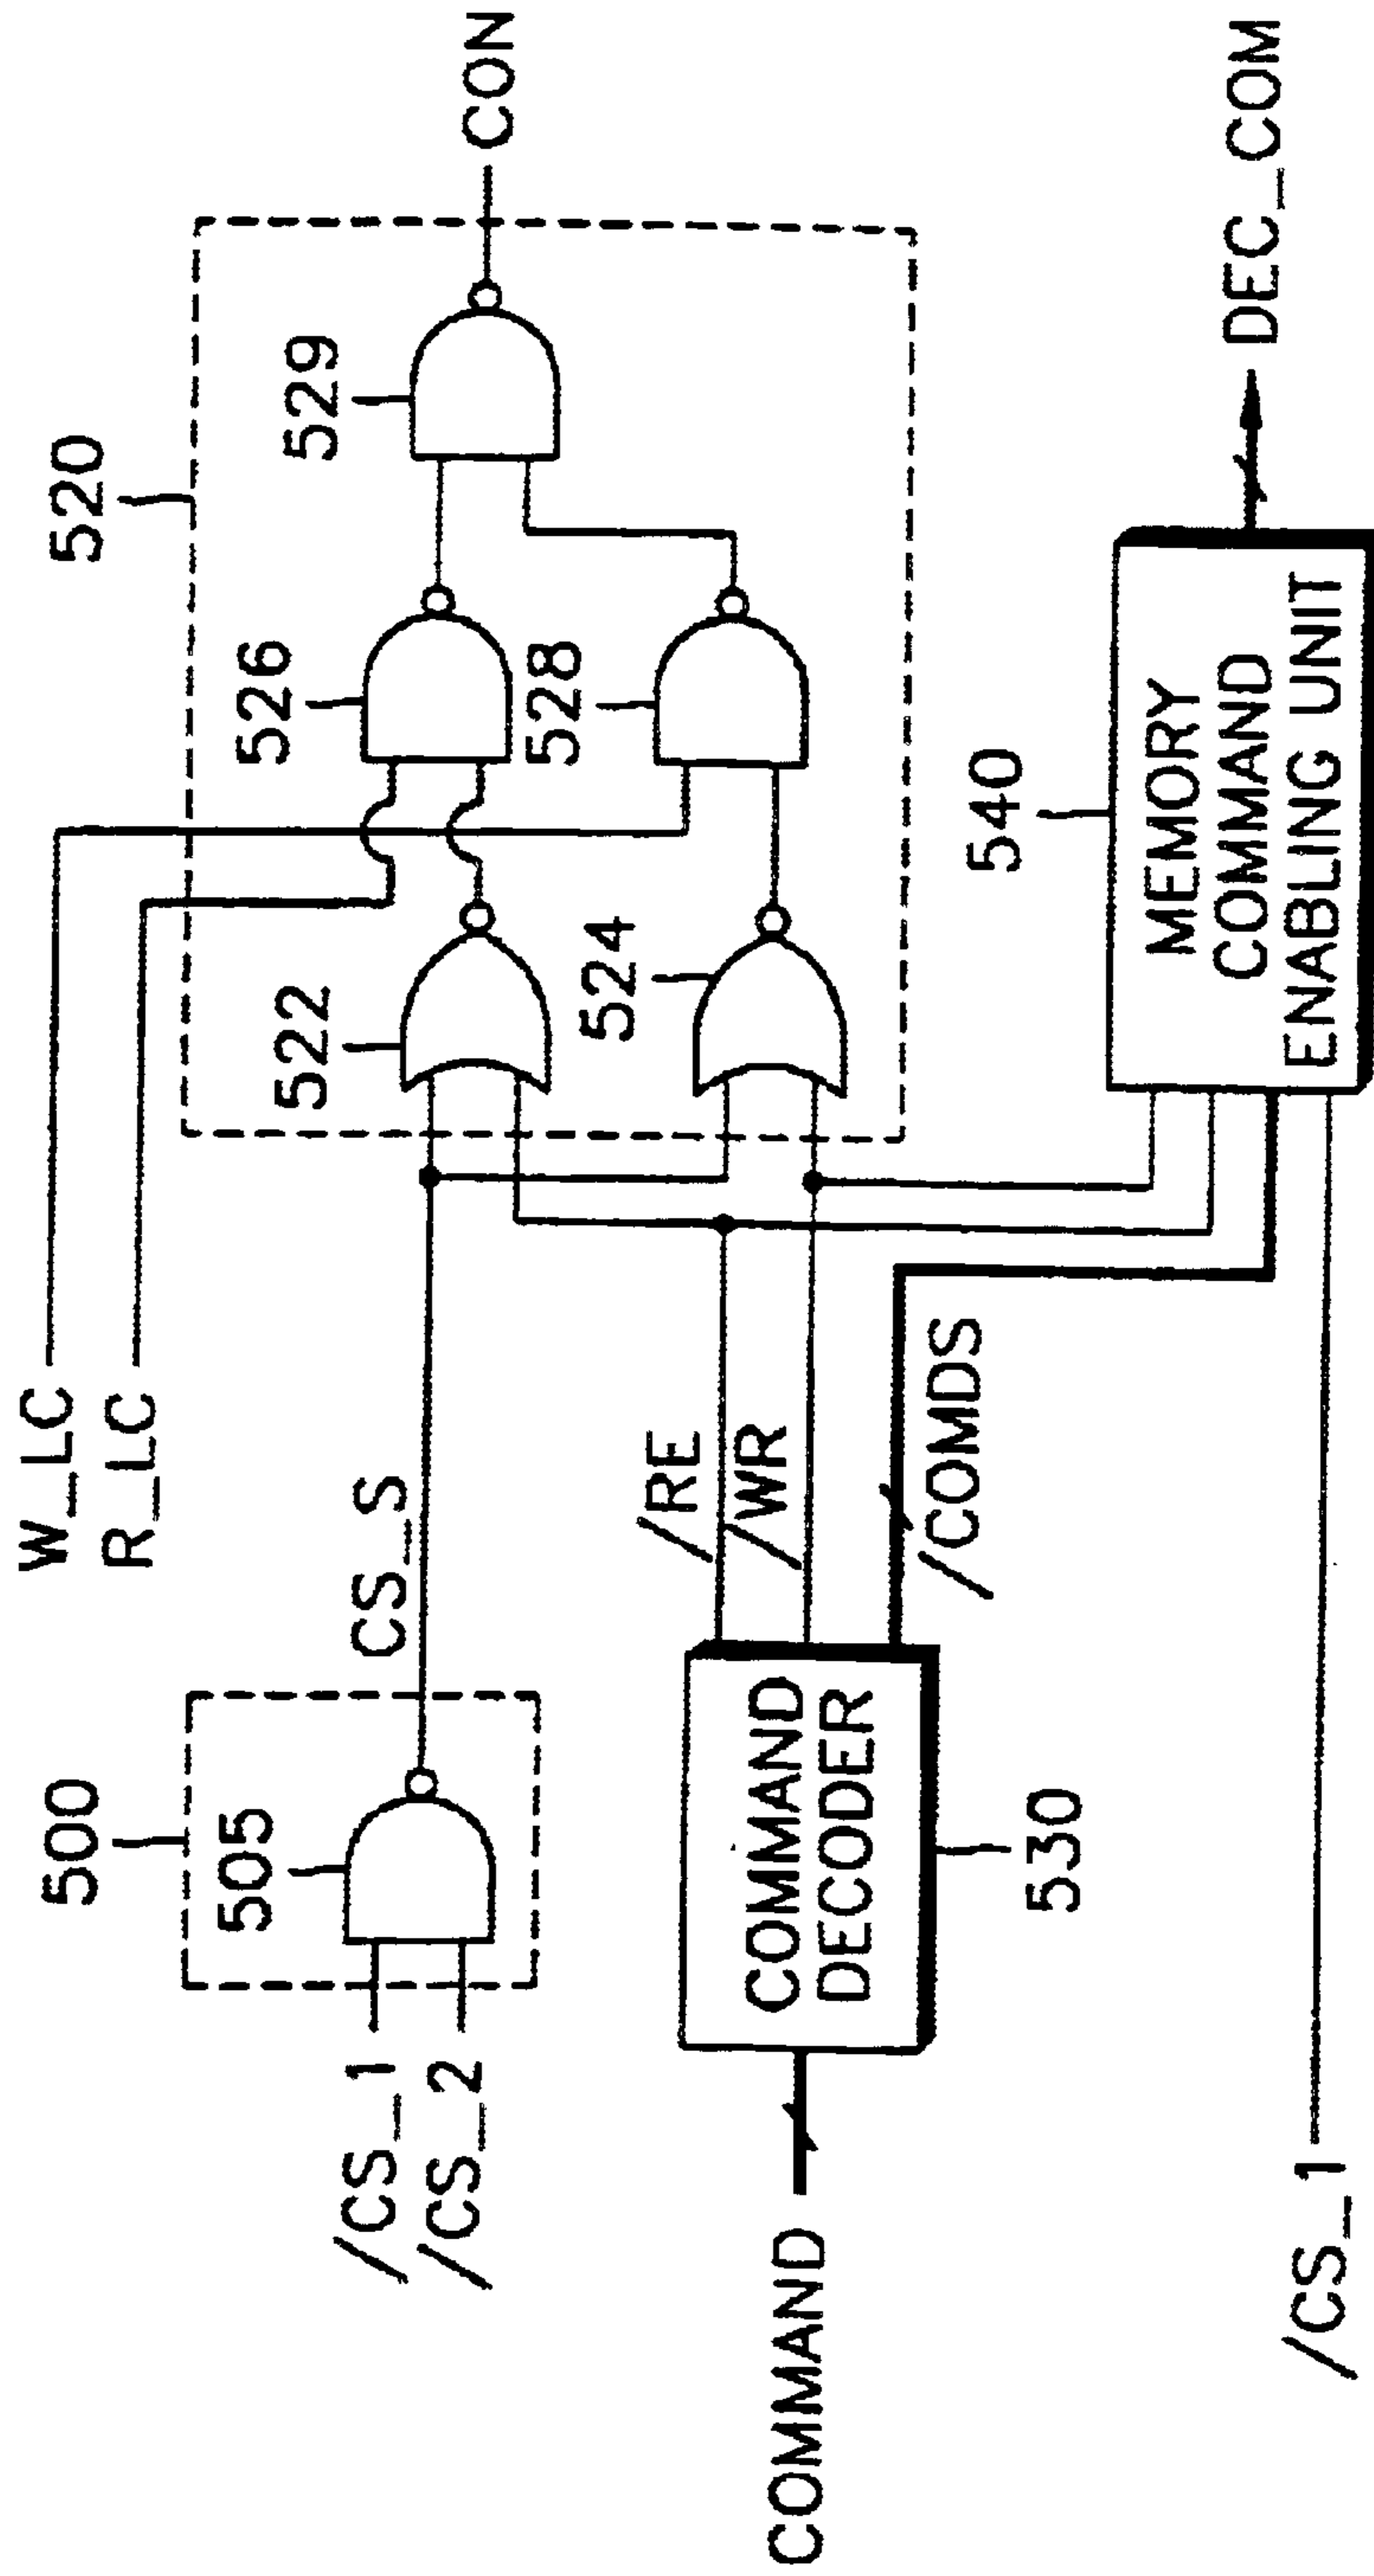 W_LC
R_LC
520
529
CON
526
528
522
524
500
505
/CS_1
/CS_2
CS_S
/RE
/WR
/COMDS
COMMAND
COMMAND
DECODER
530
540
MEMORY
COMMAND
ENABLING UNIT
DEC_COM
/CS_1